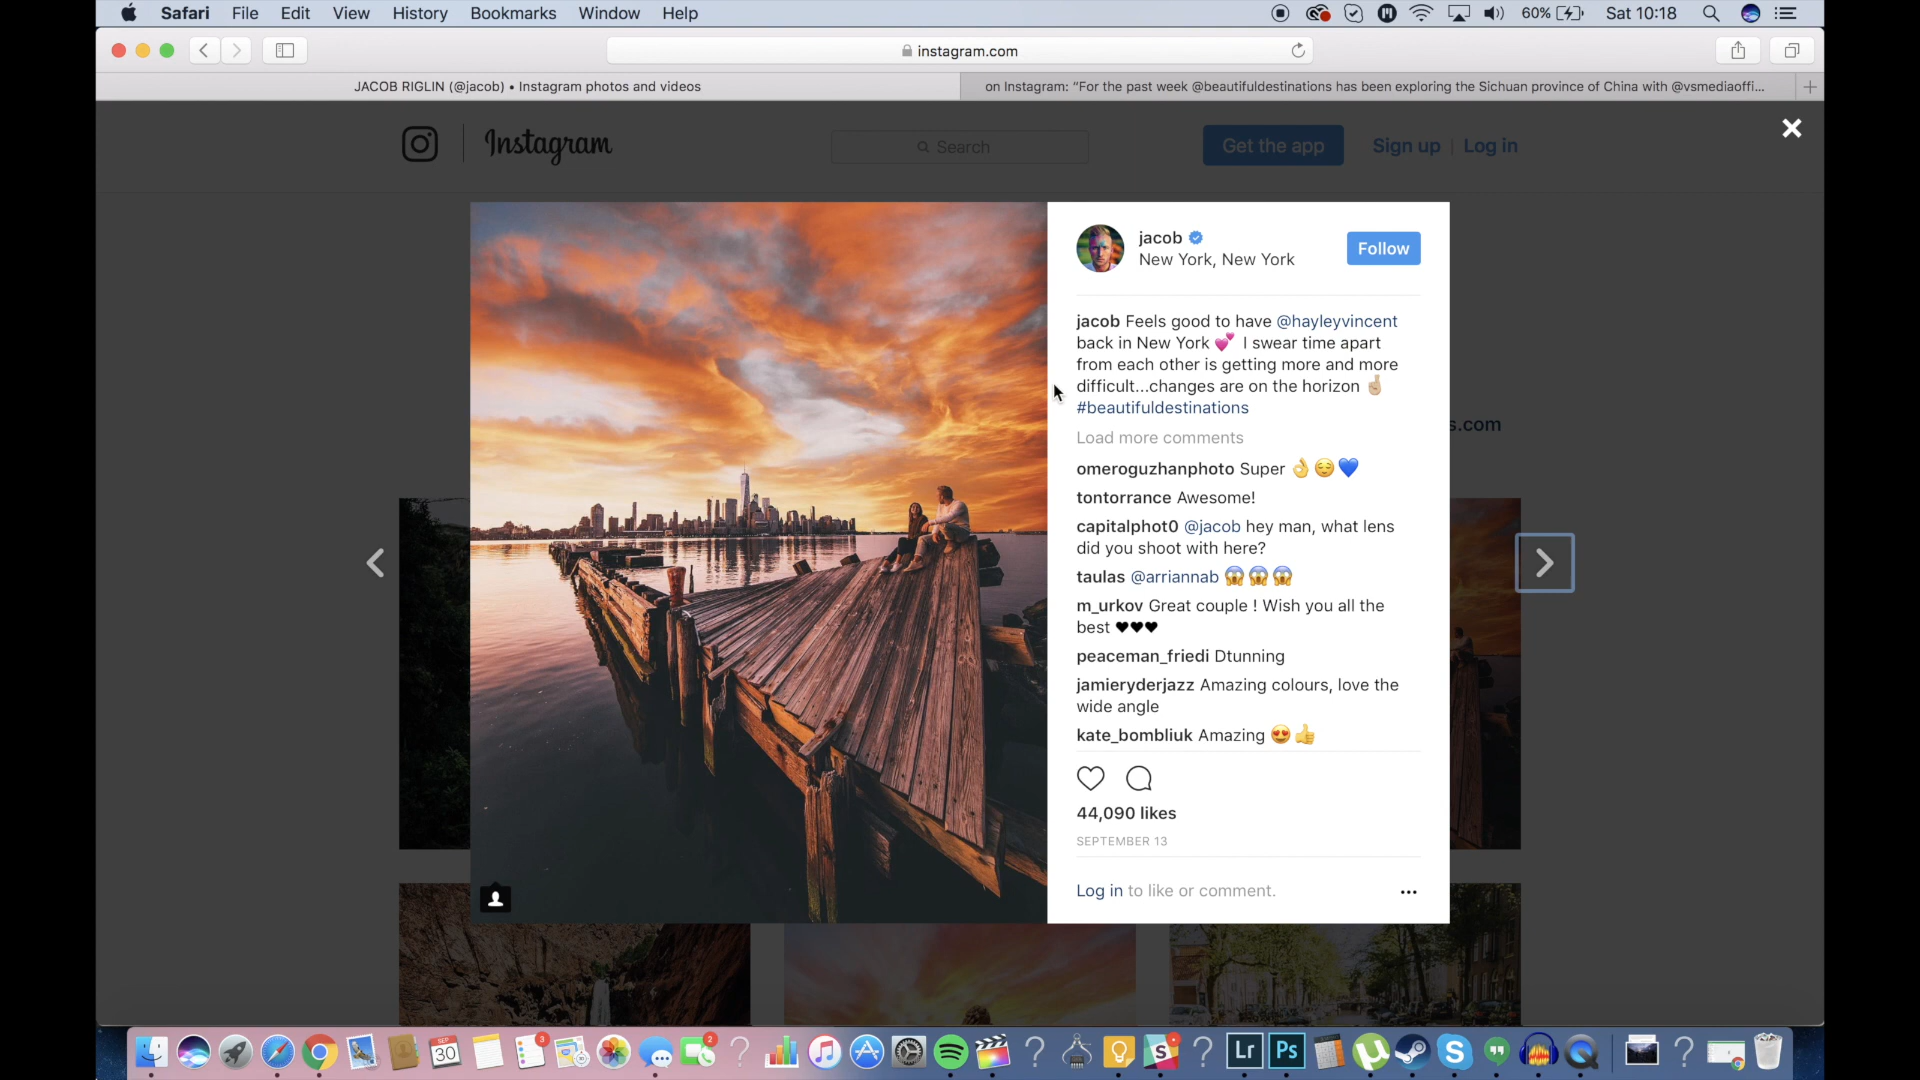 Safari File Edit View History Bookmarks Window Help 60% Sat 10:18
instagram.com
JACOB RIGLIN (@jacob) • Instagram photos and videos
on Instagram: “For the past week @beautifuldestinations has been exploring the Sichuan province of China with @vsmediaoffi...
Instagram Search Get the app Sign up | Log in
jacob
New York, New York
Follow
jacob Feels good to have @hayleyvincent
back in New York 💕 I swear time apart
from each other is getting more and more
difficult...changes are on the horizon 🤞🏼
#beautifuldestinations
s.com
Load more comments
omeroguzhanphoto Super 👌😌💙
tontorrance Awesome!
capitalphot0 @jacob hey man, what lens
did you shoot with here?
taulas @arriannab 😱😱😱
m_urkov Great couple ! Wish you all the
best ♥♥♥
peaceman_friedi Dtunning
jamieryderjazz Amazing colours, love the
wide angle
kate_bombliuk Amazing 😍👍
44,090 likes
SEPTEMBER 13
Log in to like or comment.
SEP 30 3 2 Lr Ps